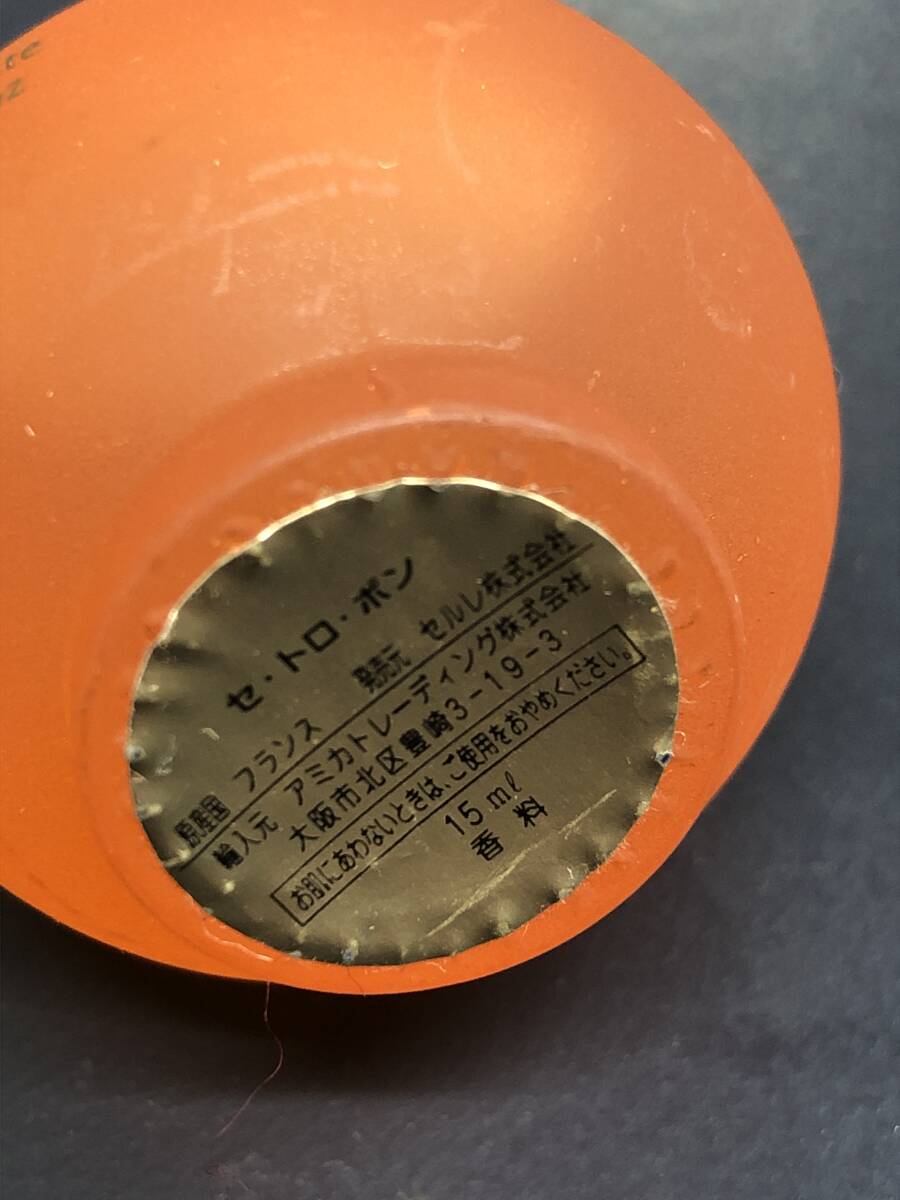 te
oz
セ・トロ・ボン
原産国 フランス 発売元 セルレ株式会社
輸入元 アミカトレーディング株式会社
大阪市北区豊崎3-19-3
お肌にあわないときは、ご使用をおやめください。
15 ml
香料